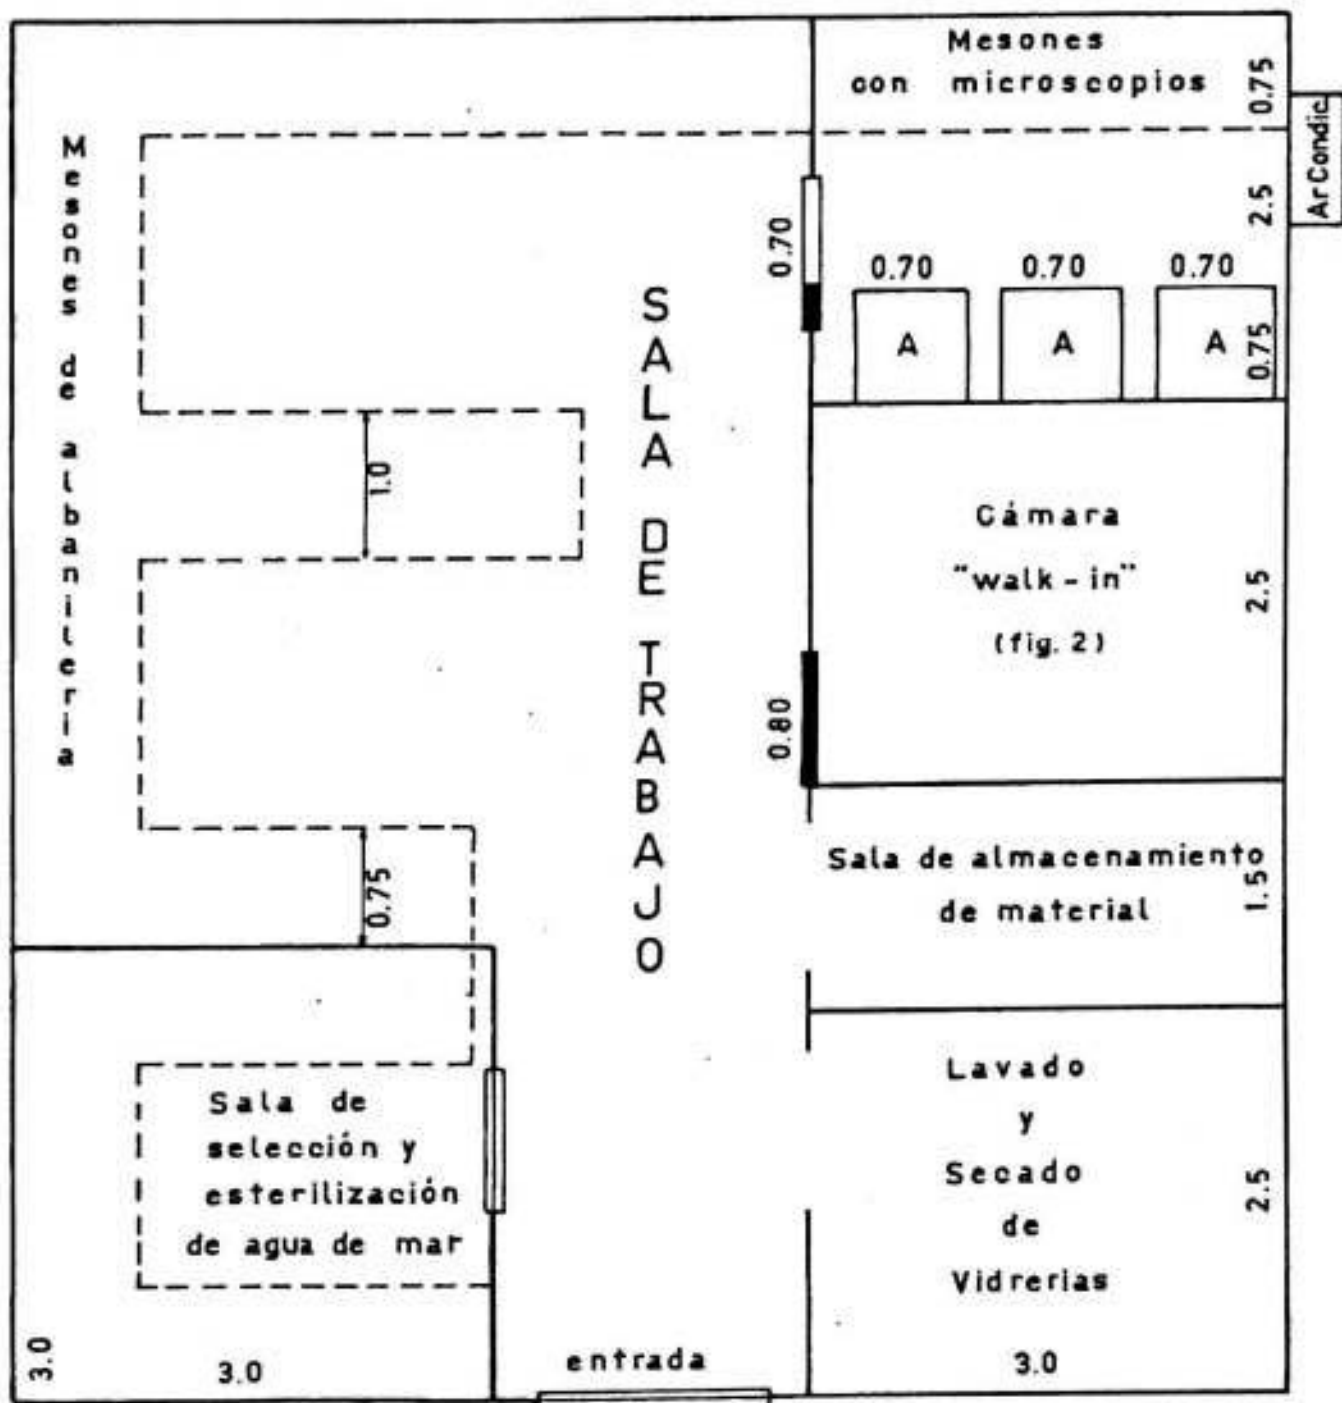 Mesones
con microscopios
0.75
Ar Condic.
2.5
Mesones de albanileria
0.70
0.70
0.70
0.70
A
A
A
0.75
SALA DE TRABAJO
1.0
Cámara
"walk-in"
(fig. 2)
2.5
0.80
0.75
Sala de almacenamiento
de material
1.5
Lavado
y
Secado
de
Vidrerias
2.5
3.0
Sala de
selección y
esterilización
de agua de mar
3.0
3.0
entrada